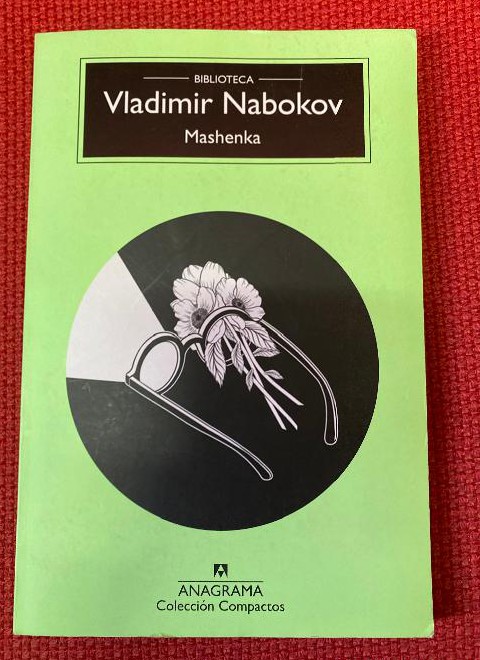 BIBLIOTECA
Vladimir Nabokov
Mashenka
ANAGRAMA
Colección Compactos